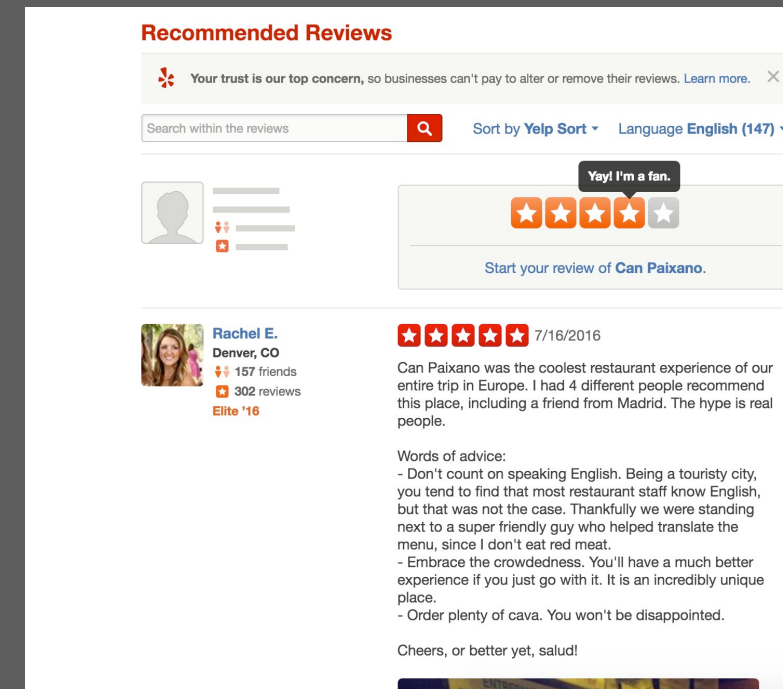 Recommended Reviews
Your trust is our top concern, so businesses can't pay to alter or remove their reviews. Learn more.
Search within the reviews
Sort by Yelp Sort
Language English (147)
Yay! I'm a fan.
Start your review of Can Paixano.
Rachel E.
Denver, CO
157 friends
302 reviews
Elite '16
7/16/2016
Can Paixano was the coolest restaurant experience of our
entire trip in Europe. I had 4 different people recommend
this place, including a friend from Madrid. The hype is real
people.
Words of advice:
- Don't count on speaking English. Being a touristy city,
you tend to find that most restaurant staff know English,
but that was not the case. Thankfully we were standing
next to a super friendly guy who helped translate the
menu, since I don't eat red meat.
- Embrace the crowdedness. You'll have a much better
experience if you just go with it. It is an incredibly unique
place.
- Order plenty of cava. You won't be disappointed.
Cheers, or better yet, salud!